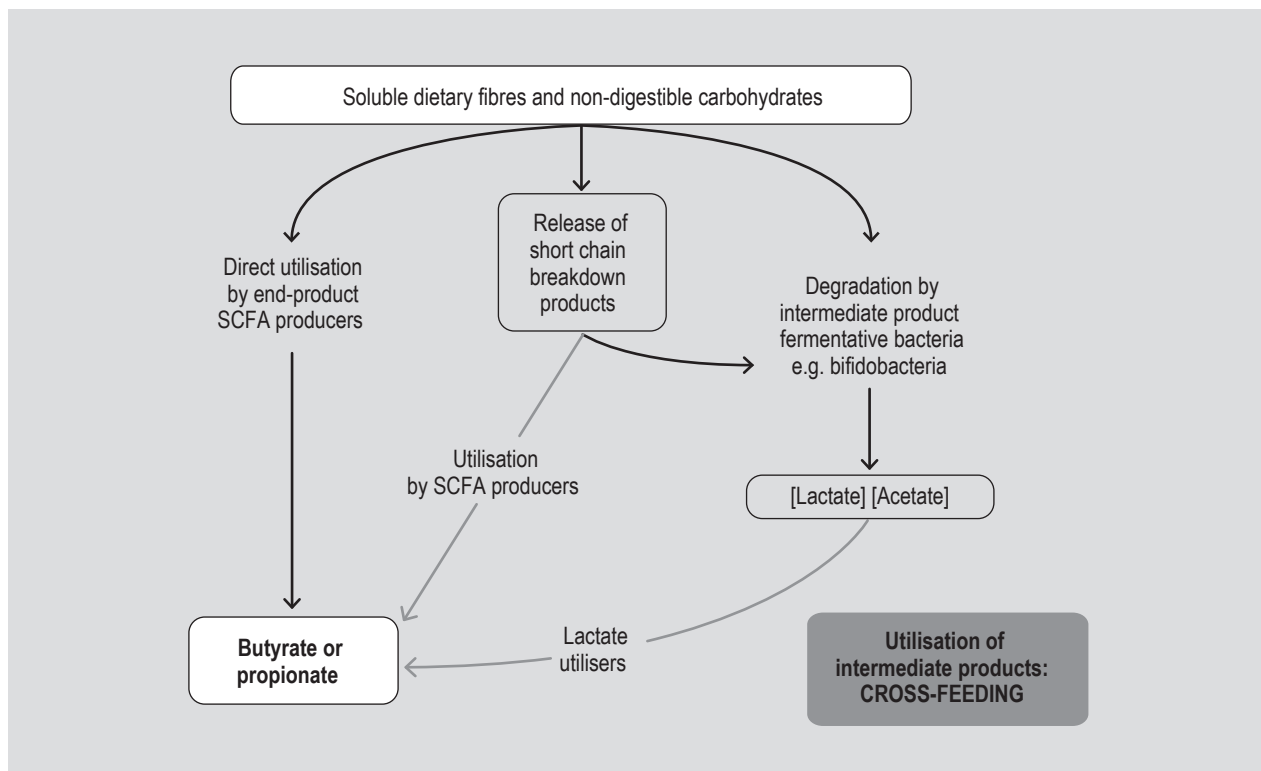 Soluble dietary fibres and non-digestible carbohydrates
Direct utilisation
by end-product
SCFA producers
Release of
short chain
breakdown
products
Degradation by
intermediate product
fermentative bacteria
e.g. bifidobacteria
Utilisation
by SCFA producers
[Lactate] [Acetate]
Butyrate or
propionate
Lactate
utilisers
Utilisation of
intermediate products:
CROSS-FEEDING